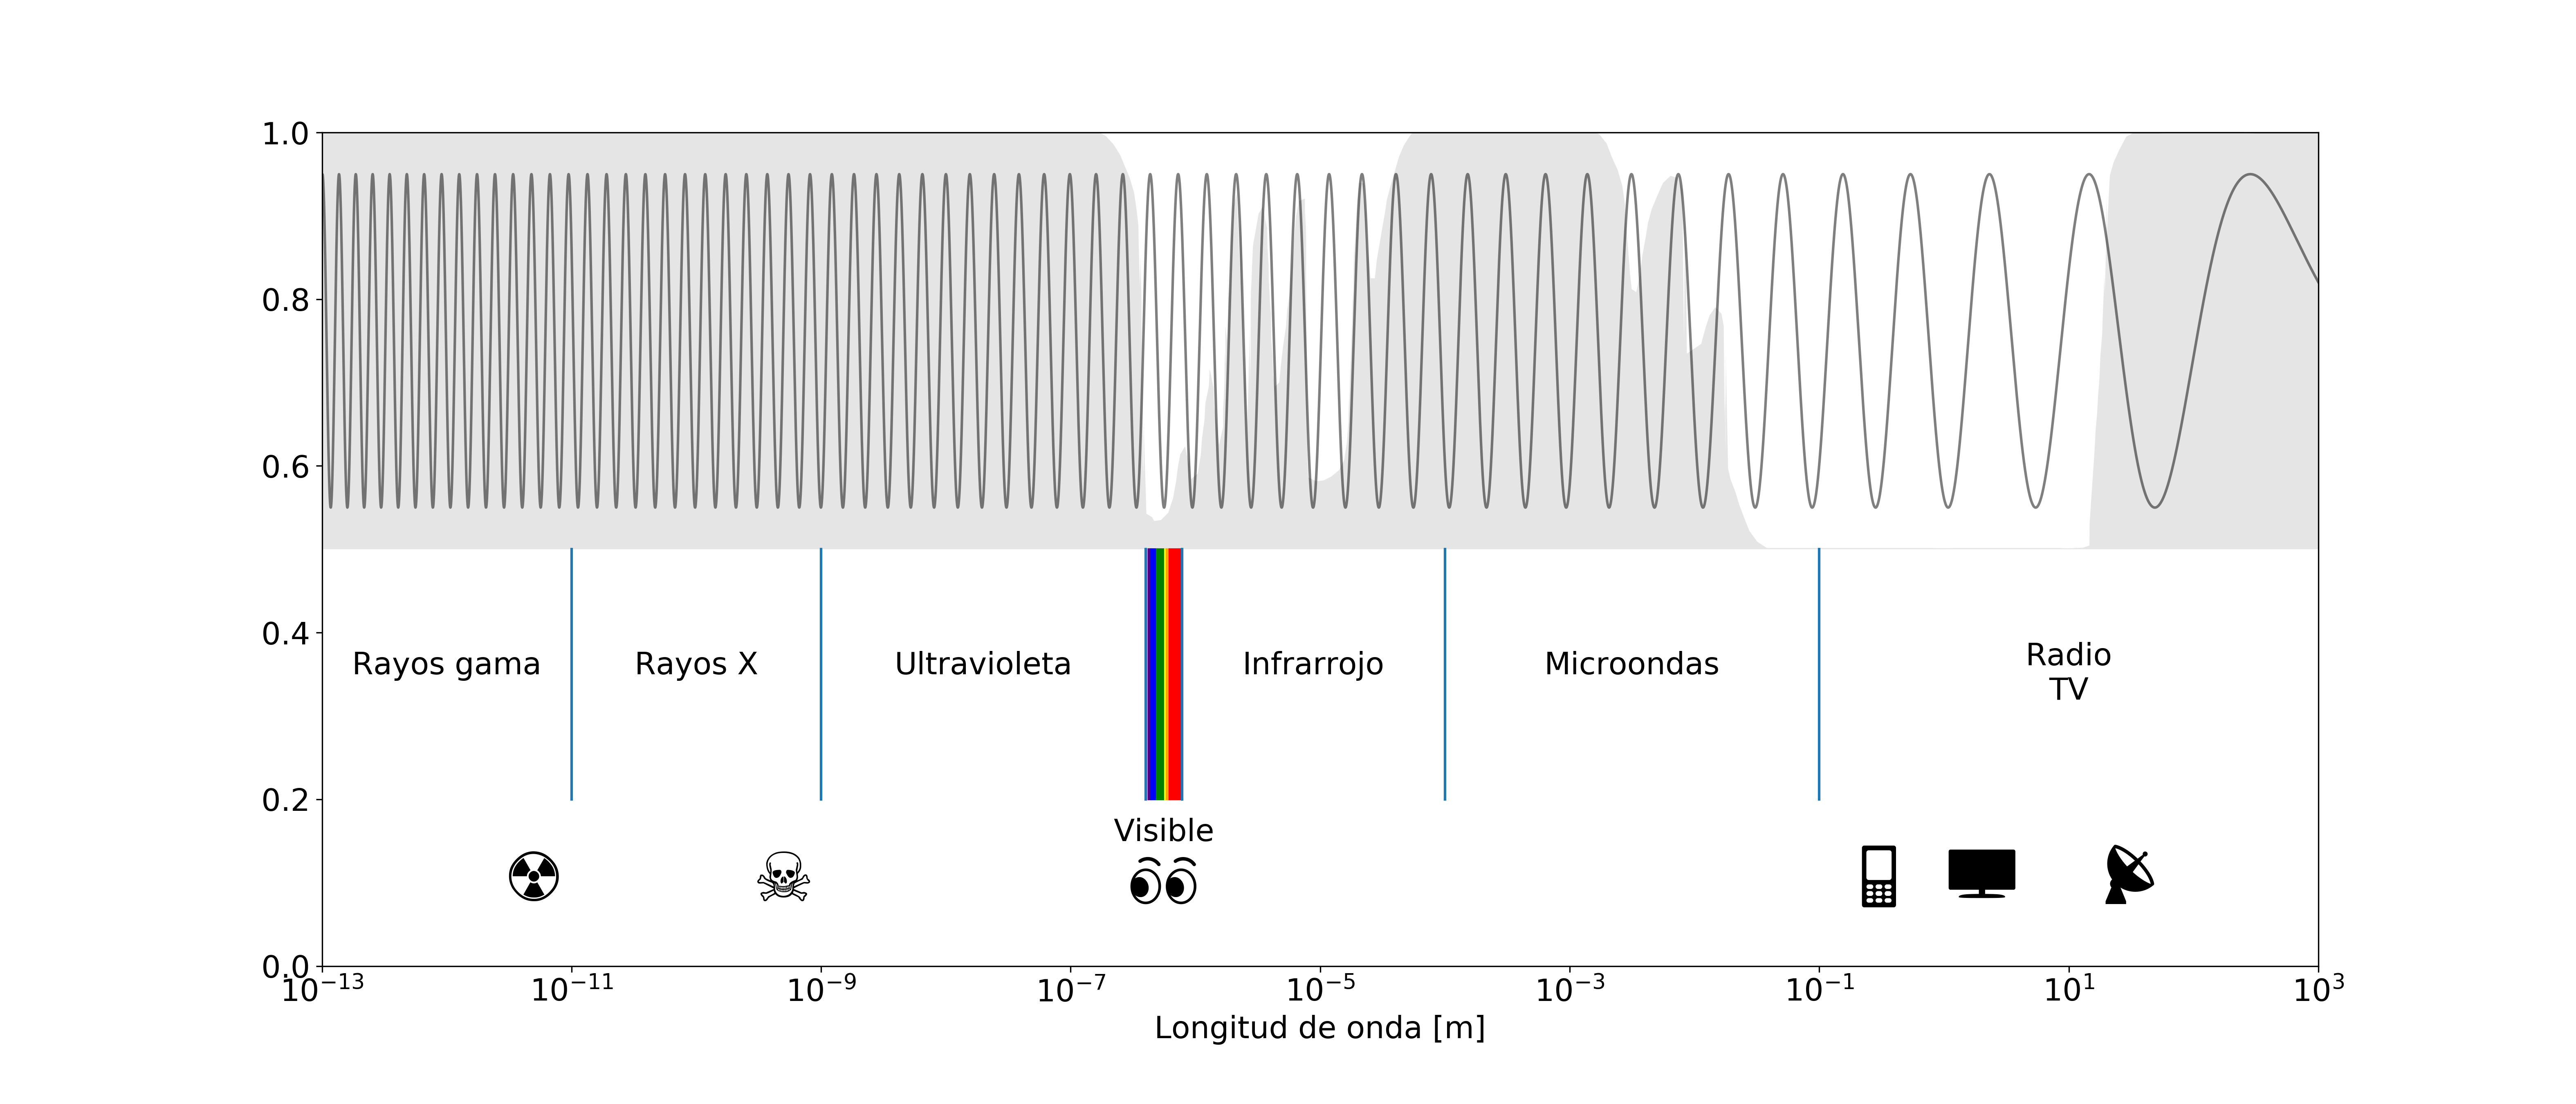 1.0
0.8
0.6
0.4
0.2
0.0
Rayos gama
Rayos X
Ultravioleta
Infrarrojo
Microondas
Radio
TV
Visible
10⁻¹³
10⁻¹¹
10⁻⁹
10⁻⁷
10⁻⁵
10⁻³
10⁻¹
10¹
10³
Longitud de onda [m]